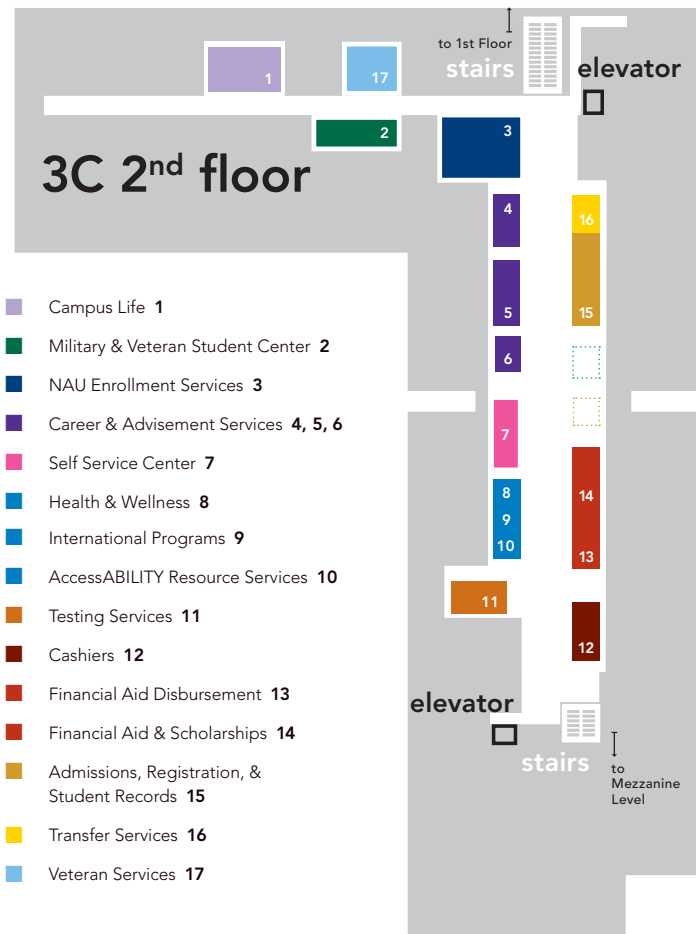 to 1st Floor
stairs
elevator
1
17
2
3
3C 2nd floor
4
16
5
15
6
7
14
8
9
10
13
11
12
elevator
stairs
to
Mezzanine
Level
Campus Life 1
Military & Veteran Student Center 2
NAU Enrollment Services 3
Career & Advisement Services 4, 5, 6
Self Service Center 7
Health & Wellness 8
International Programs 9
AccessABILITY Resource Services 10
Testing Services 11
Cashiers 12
Financial Aid Disbursement 13
Financial Aid & Scholarships 14
Admissions, Registration, &
Student Records 15
Transfer Services 16
Veteran Services 17